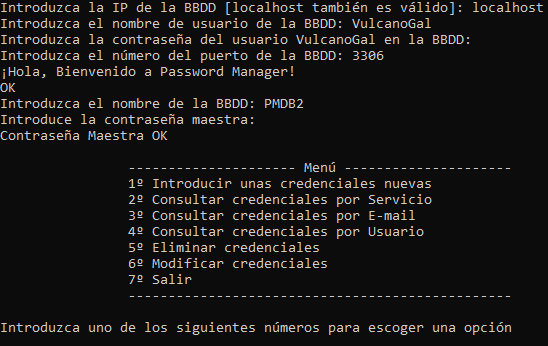 Introduzca la IP de la BBDD [localhost también es válido]: localhost
Introduzca el nombre de usuario de la BBDD: VulcanoGal
Introduzca la contraseña del usuario VulcanoGal en la BBDD:
Introduzca el número del puerto de la BBDD: 3306
¡Hola, Bienvenido a Password Manager!
OK
Introduzca el nombre de la BBDD: PMDB2
Introduce la contraseña maestra:
Contraseña Maestra OK
--------------------- Menú ---------------------
1º Introducir unas credenciales nuevas
2º Consultar credenciales por Servicio
3º Consultar credenciales por E-mail
4º Consultar credenciales por Usuario
5º Eliminar credenciales
6º Modificar credenciales
7º Salir
------------------------------------------------
Introduzca uno de los siguientes números para escoger una opción